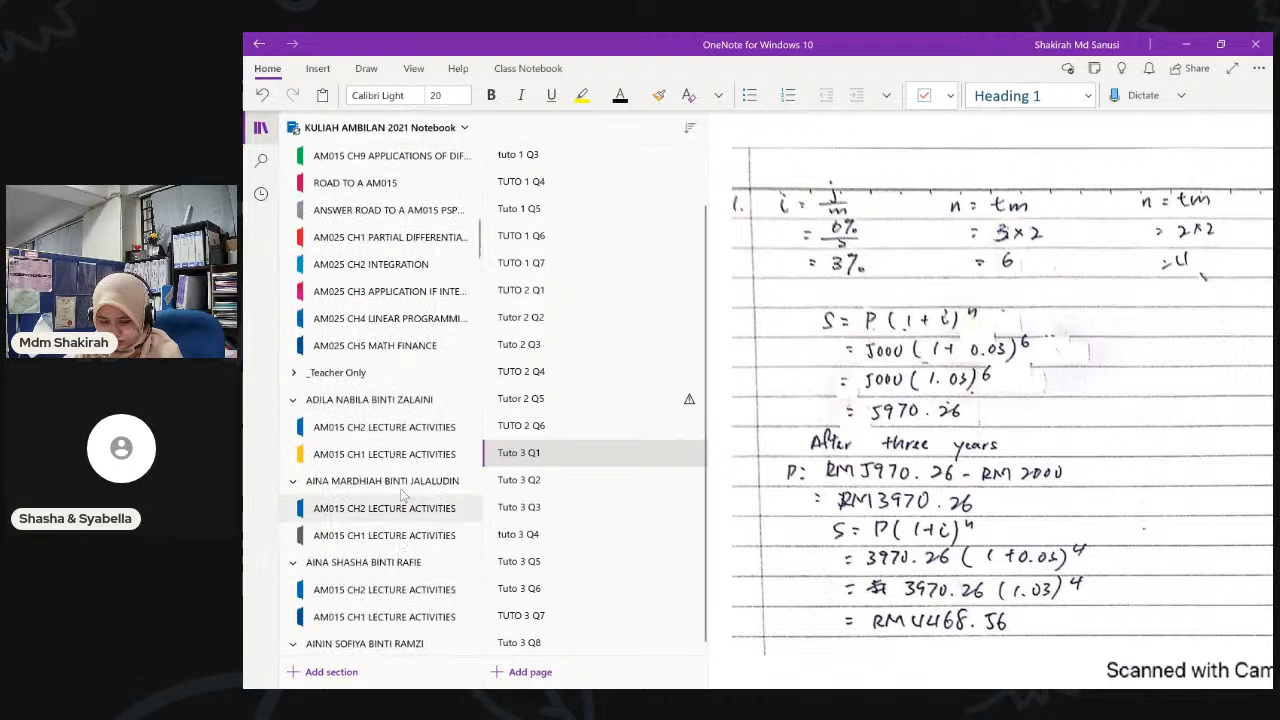 OneNote for Windows 10
Shakirah Md Sanusi
Home
Insert
Draw
View
Help
Class Notebook
Share
Calibri Light
20
B
I
U
A
Heading 1
Dictate
KULIAH AMBILAN 2021 Notebook
AM015 CH9 APPLICATIONS OF DIF...
ROAD TO A AM015
ANSWER ROAD TO A AM015 PSP...
AM025 CH1 PARTIAL DIFFERENTIA...
AM025 CH2 INTEGRATION
AM025 CH3 APPLICATION IF INTE...
AM025 CH4 LINEAR PROGRAMMI...
AM025 CH5 MATH FINANCE
_Teacher Only
ADILA NABILA BINTI ZALAINI
AM015 CH2 LECTURE ACTIVITIES
AM015 CH1 LECTURE ACTIVITIES
AINA MARDHIAH BINTI JALALUDIN
AM015 CH2 LECTURE ACTIVITIES
AM015 CH1 LECTURE ACTIVITIES
AINA SHASHA BINTI RAFIE
AM015 CH2 LECTURE ACTIVITIES
AM015 CH1 LECTURE ACTIVITIES
AININ SOFIYA BINTI RAMZI
Add section
tuto 1 Q3
TUTO 1 Q4
Tuto 1 Q5
TUTO 1 Q6
TUTO 1 Q7
TUTO 2 Q1
Tutor 2 Q2
Tuto 2 Q3
TUTO 2 Q4
Tutor 2 Q5
TUTO 2 Q6
Tuto 3 Q1
Tuto 3 Q2
Tuto 3 Q3
tuto 3 Q4
Tuto 3 Q5
Tuto 3 Q6
TUTO 3 Q7
Tuto 3 Q8
Add page
1. i = j/m n = tm n = tm
= 3 × 2 = 2 × 2
= 3% = 6 = 4
S = P(1 + i)^n
= 5000(1 + 0.03)^6
= 5000(1.03)^6
= 5970.26
After three years
P: RM5970.26 - RM2000
= RM3970.26
S = P(1+i)^n
= 3970.26(1+0.03)^4
= 3970.26(1.03)^4
= RM4468.56
Scanned with Cam
Mdm Shakirah
Shasha & Syabella